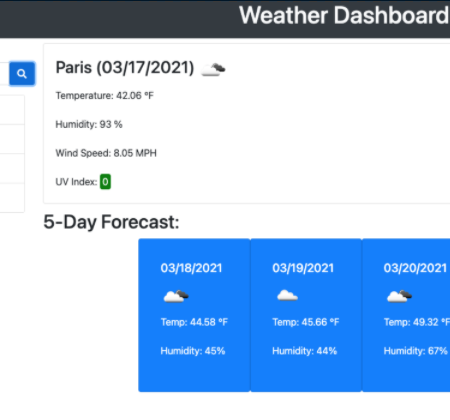 Weather Dashboard
Paris (03/17/2021)
Temperature: 42.06 °F
Humidity: 93 %
Wind Speed: 8.05 MPH
UV Index: 0
5-Day Forecast:
03/18/2021 03/19/2021 03/20/2021
Temp: 44.58 °F Temp: 45.66 °F Temp: 49.32 °F
Humidity: 45% Humidity: 44% Humidity: 67%